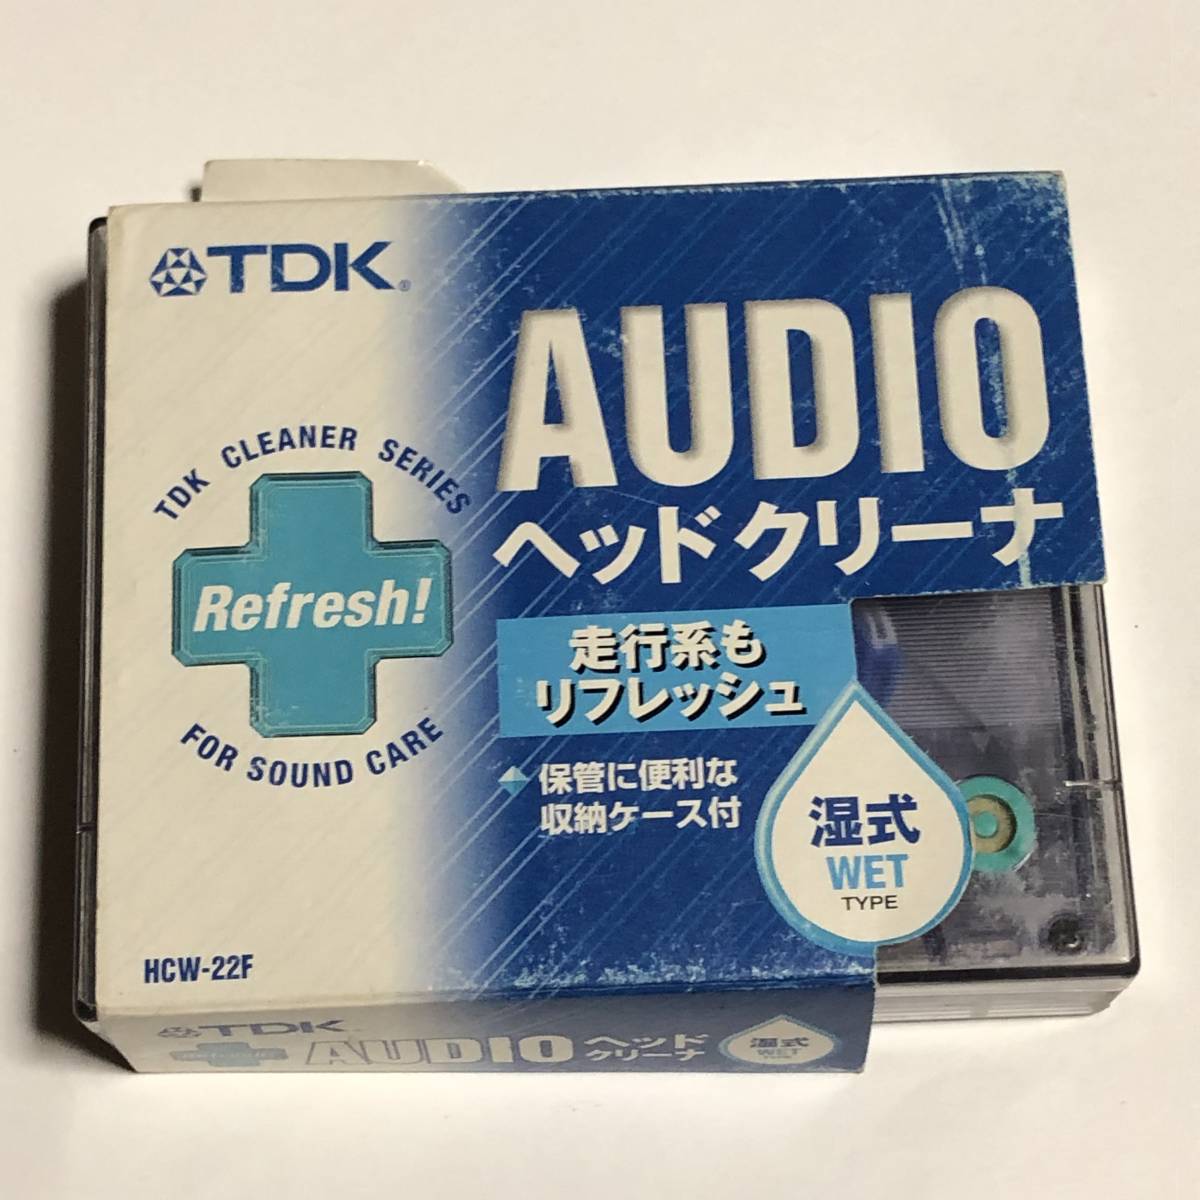 TDK®
AUDIO
ヘッドクリーナ
TDK CLEANER SERIES
Refresh!
FOR SOUND CARE
走行系も
リフレッシュ
保管に便利な
収納ケース付
湿式
WET
TYPE
HCW-22F
TDK
Refresh!
AUDIO
ヘッド
クリーナ
湿式
WET
TYPE